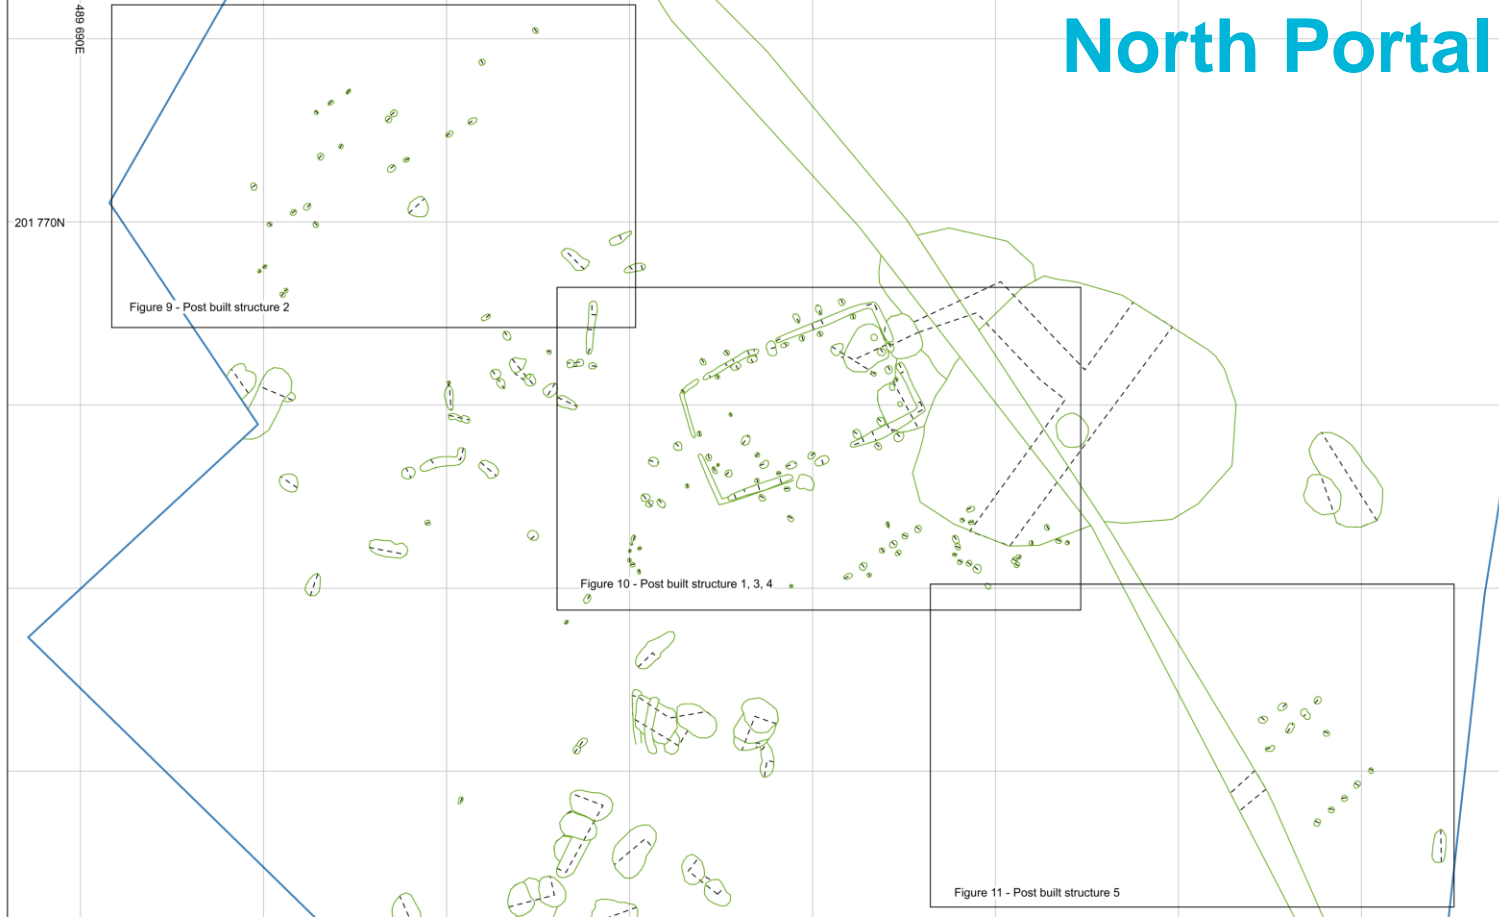 North Portal
489 690E
201 770N
Figure 9 - Post built structure 2
Figure 10 - Post built structure 1, 3, 4
Figure 11 - Post built structure 5